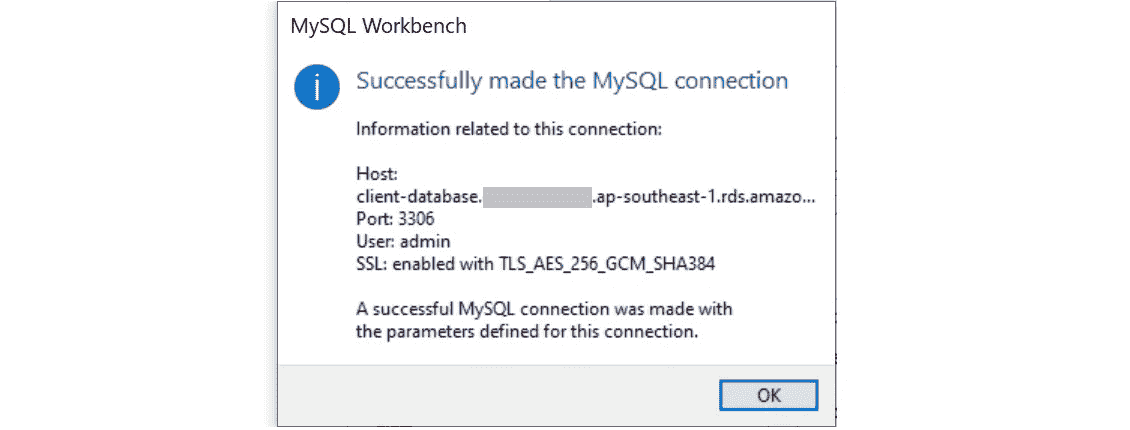 MySQL Workbench
i
Successfully made the MySQL connection
Information related to this connection:
Host:
client-database. .ap-southeast-1.rds.amazo...
Port: 3306
User: admin
SSL: enabled with TLS_AES_256_GCM_SHA384
A successful MySQL connection was made with
the parameters defined for this connection.
OK